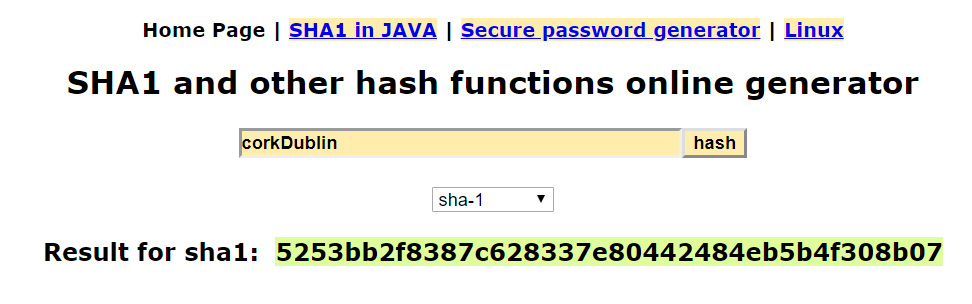 Home Page | SHA1 in JAVA | Secure password generator | Linux
SHA1 and other hash functions online generator
corkDublin hash
sha-1
Result for sha1: 5253bb2f8387c628337e80442484eb5b4f308b07